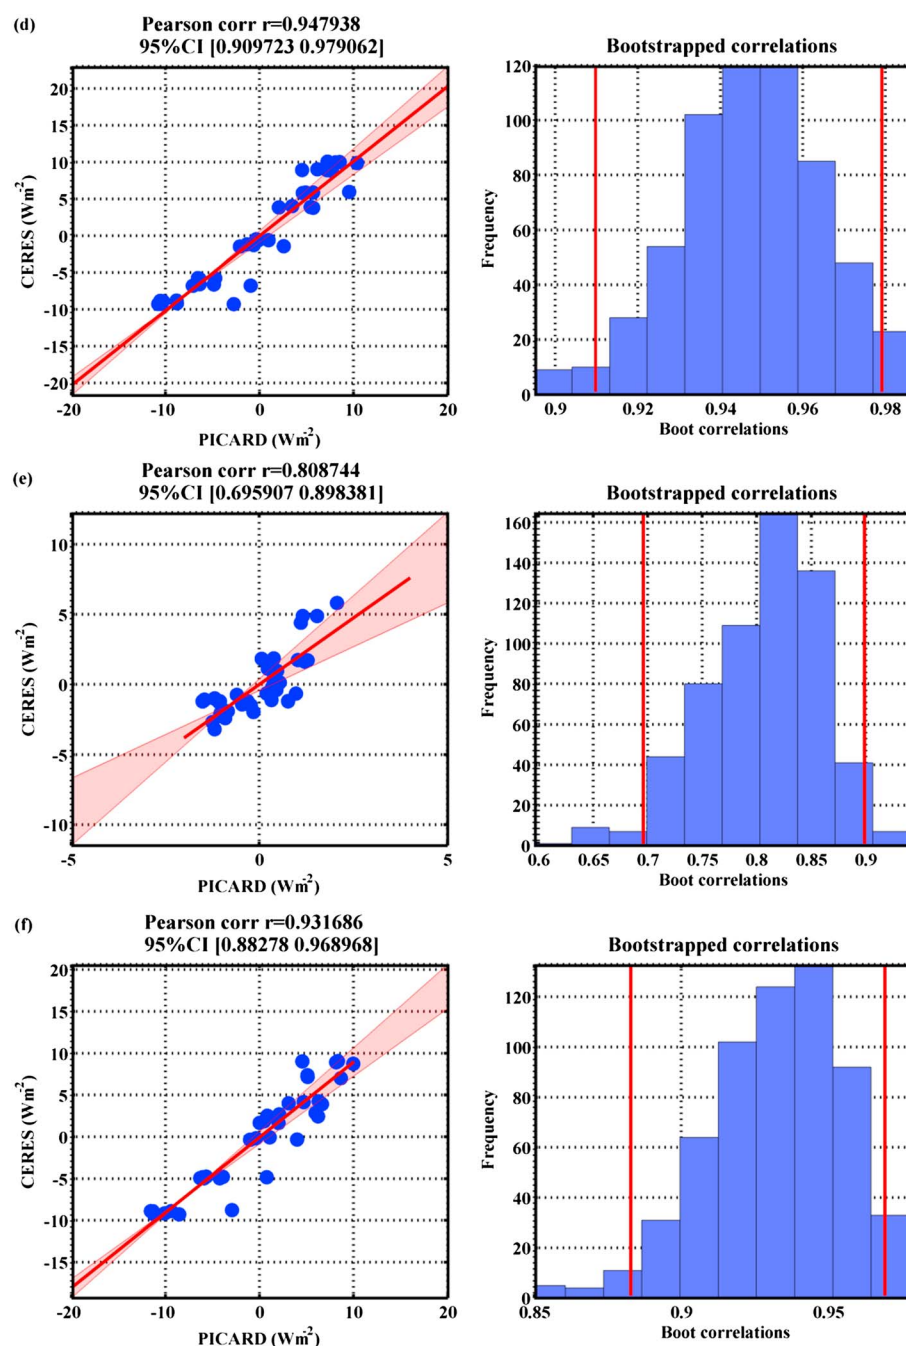 (d)
Pearson corr r=0.947938
95%CI [0.909723 0.979062]
Bootstrapped correlations
CERES (Wm-2)
20
15
10
5
0
-5
-10
-15
-20
-20 -10 0 10 20
PICARD (Wm-2)
Frequency
120
100
80
60
40
20
0
0.9 0.92 0.94 0.96 0.98
Boot correlations
(e)
Pearson corr r=0.808744
95%CI [0.695907 0.898381]
Bootstrapped correlations
CERES (Wm-2)
10
5
0
-5
-10
-5 0 5
PICARD (Wm-2)
Frequency
160
140
120
100
80
60
40
20
0
0.6 0.65 0.7 0.75 0.8 0.85 0.9
Boot correlations
(f)
Pearson corr r=0.931686
95%CI [0.88278 0.968968]
Bootstrapped correlations
CERES (Wm-2)
20
15
10
5
0
-5
-10
-15
-20 -10 0 10 20
PICARD (Wm-2)
Frequency
120
100
80
60
40
20
0
0.85 0.9 0.95
Boot correlations